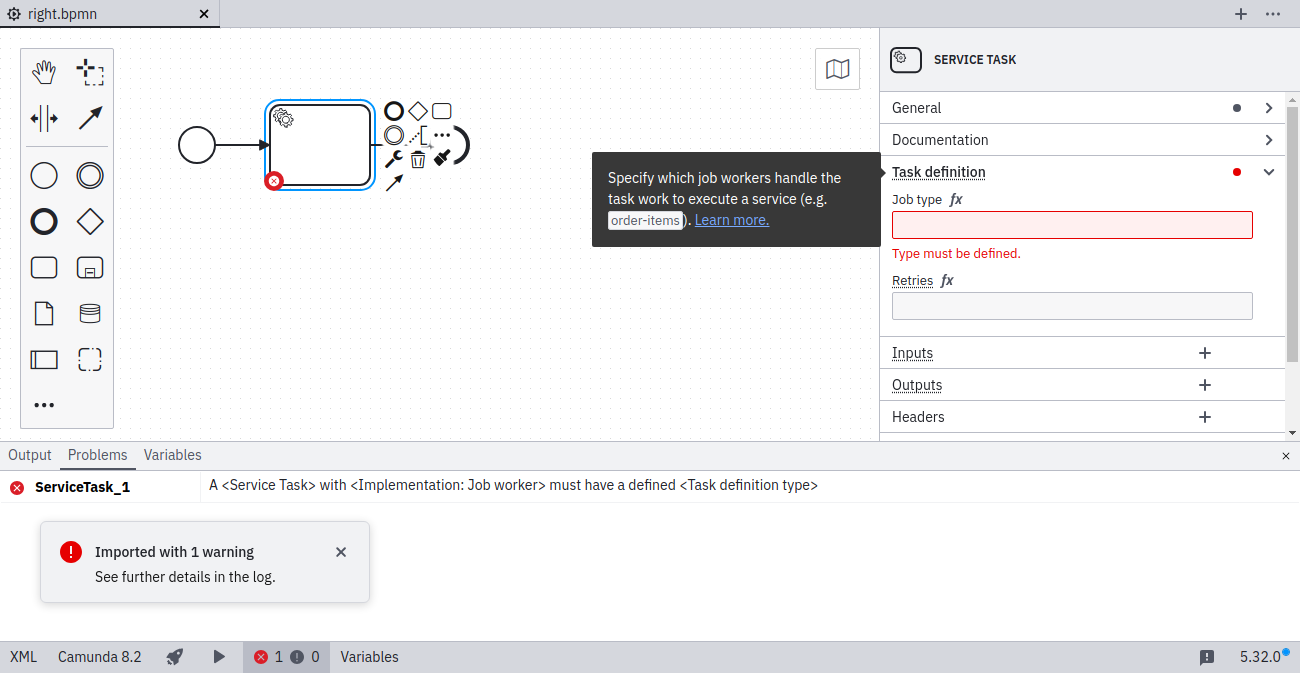 right.bpmn
SERVICE TASK
General
Documentation
Task definition
Job type fx
Type must be defined.
Retries fx
Inputs
Outputs
Headers
Specify which job workers handle the
task work to execute a service (e.g.
order-items). Learn more.
Output Problems Variables
ServiceTask_1 A <Service Task> with <Implementation: Job worker> must have a defined <Task definition type>
Imported with 1 warning
See further details in the log.
XML Camunda 8.2 1 0 Variables 5.32.0